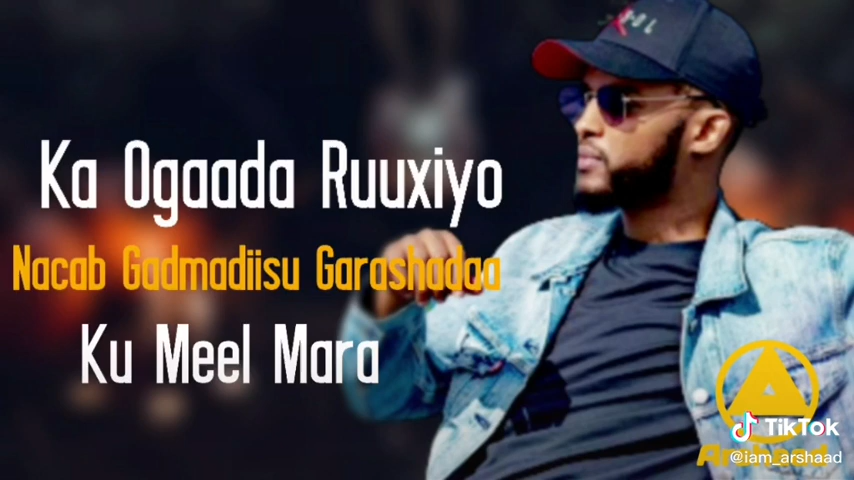 Ka Ogaada Ruuxiyo
Nacab Gadmadiisu Garashadaa
Ku Meel Mara
TikTok
@iam_arshaad